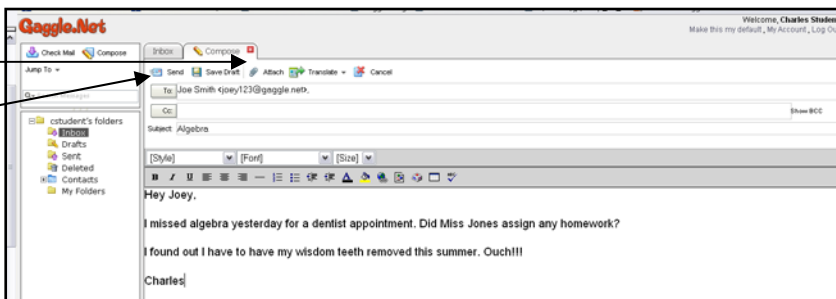 Gaggle.Net
Welcome, Charles Studen
Make this my default, My Account, Log Ou
Check Mail Compose
Jump To
Inbox Compose
Send Save Draft Attach Translate Cancel
To: Joe Smith <joey123@gaggle.net>,
Cc:
Show BCC
Subject: Algebra
cstudent's folders
Inbox
Drafts
Sent
Deleted
Contacts
My Folders
[Style] [Font] [Size]
B I U
Hey Joey,
I missed algebra yesterday for a dentist appointment. Did Miss Jones assign any homework?
I found out I have to have my wisdom teeth removed this summer. Ouch!!!
Charles